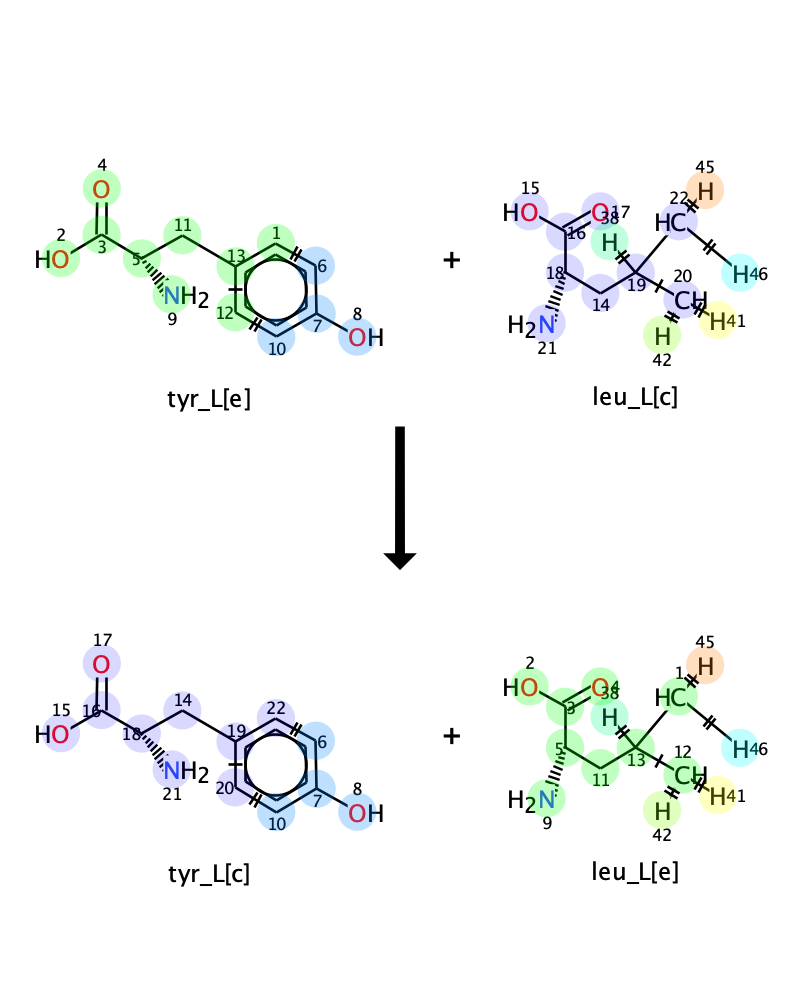 4
O
2
HO
3
5
11
NH2
9
13
1
12
6
7
10
8
OH
tyr_L[e]
+
15
HO
16
O
17
38
H
18
14
19
H2N
21
22
HC
45
H
H
46
20
CH
H
41
H
42
leu_L[c]
17
O
15
HO
16
18
14
NH2
21
19
22
20
6
7
10
8
OH
tyr_L[c]
+
2
HO
3
O
4
38
H
5
11
13
H2N
9
1
HC
45
H
H
46
12
CH
H
41
H
42
leu_L[e]